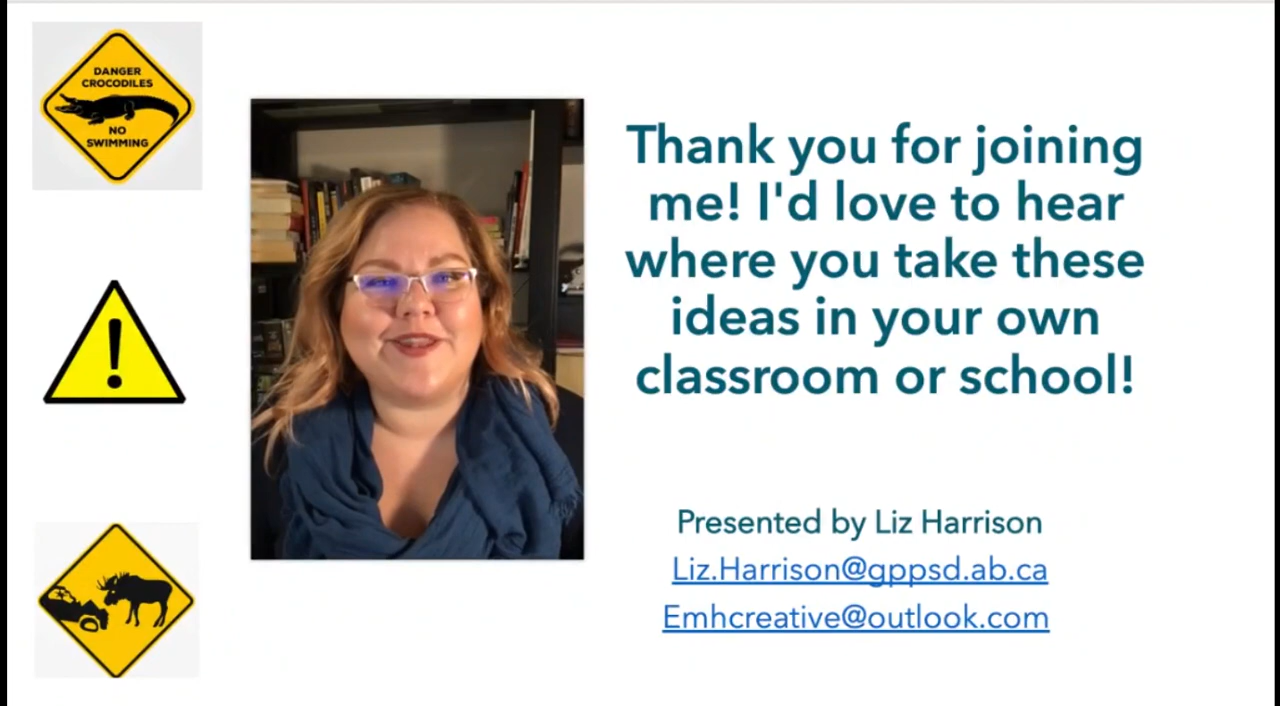 DANGER
CROCODILES
NO
SWIMMING
Thank you for joining
me! I'd love to hear
where you take these
ideas in your own
classroom or school!
Presented by Liz Harrison
Liz.Harrison@gppsd.ab.ca
Emhcreative@outlook.com